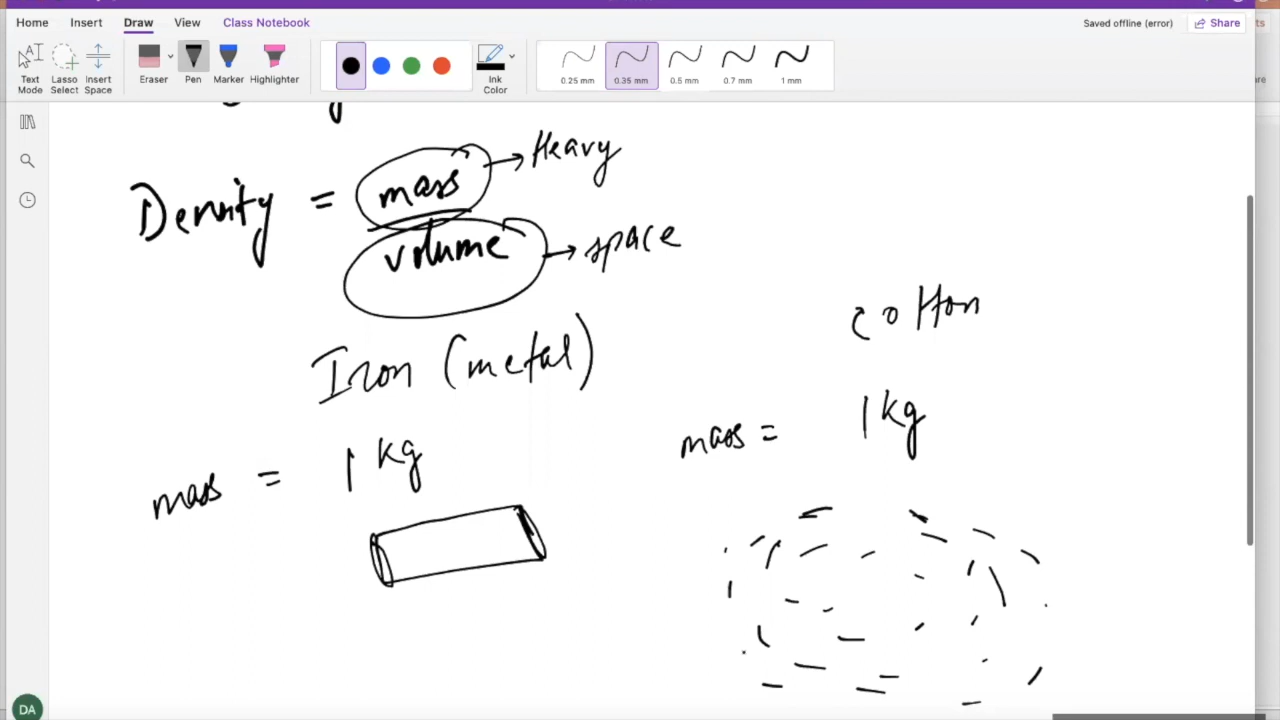 Home Insert Draw View Class Notebook
Saved offline (error) Share
Text Mode
Lasso Select
Insert Space
Eraser
Pen
Marker
Highlighter
Ink Color
0.25 mm
0.35 mm
0.5 mm
0.7 mm
1 mm
Density = mass → Heavy
volume → space
Iron (metal)
cotton
mass = 1 kg
mass = 1 kg
DA